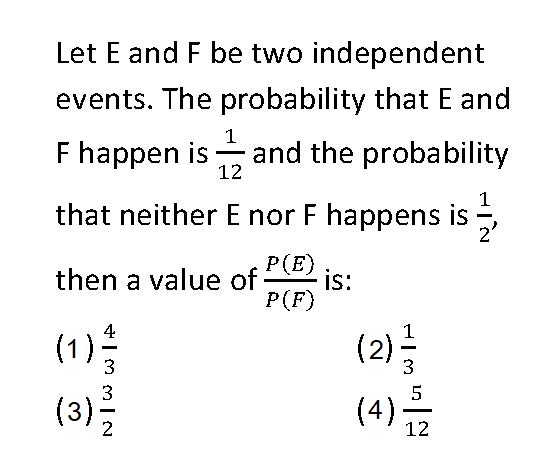 Let E and F be two independent
events. The probability that E and
F happen is 1/12 and the probability
that neither E nor F happens is 1/2,
then a value of P(E)/P(F) is:
(1) 4/3 (2) 1/3
(3) 3/2 (4) 5/12